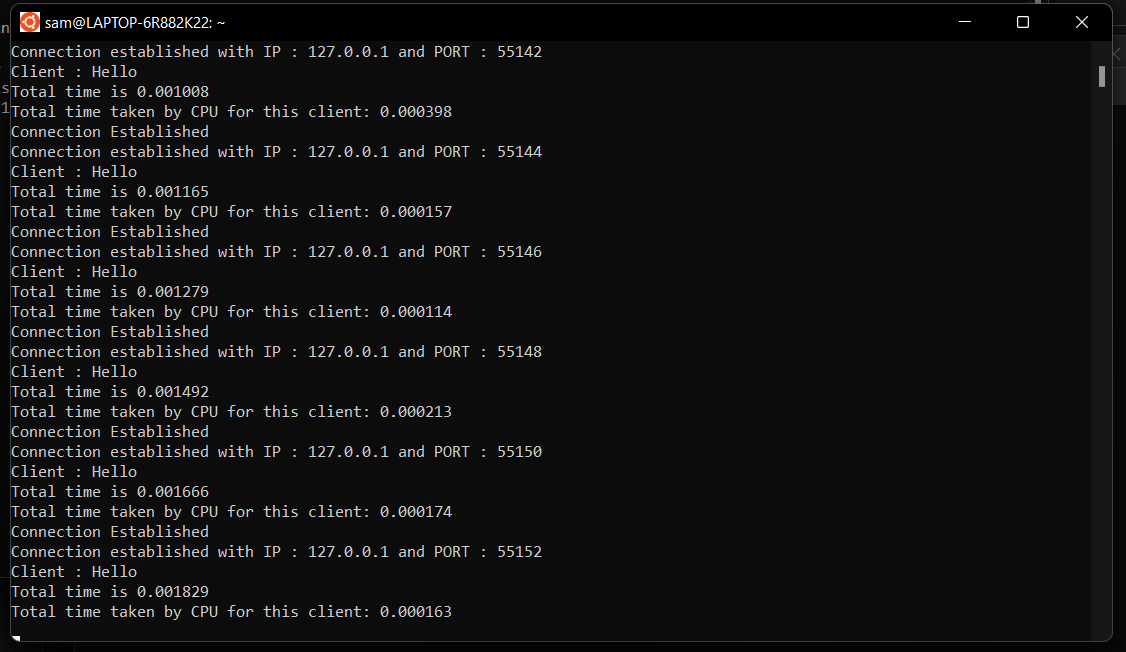 sam@LAPTOP-6R882K22: ~
Connection established with IP : 127.0.0.1 and PORT : 55142
Client : Hello
Total time is 0.001008
Total time taken by CPU for this client: 0.000398
Connection Established
Connection established with IP : 127.0.0.1 and PORT : 55144
Client : Hello
Total time is 0.001165
Total time taken by CPU for this client: 0.000157
Connection Established
Connection established with IP : 127.0.0.1 and PORT : 55146
Client : Hello
Total time is 0.001279
Total time taken by CPU for this client: 0.000114
Connection Established
Connection established with IP : 127.0.0.1 and PORT : 55148
Client : Hello
Total time is 0.001492
Total time taken by CPU for this client: 0.000213
Connection Established
Connection established with IP : 127.0.0.1 and PORT : 55150
Client : Hello
Total time is 0.001666
Total time taken by CPU for this client: 0.000174
Connection Established
Connection established with IP : 127.0.0.1 and PORT : 55152
Client : Hello
Total time is 0.001829
Total time taken by CPU for this client: 0.000163